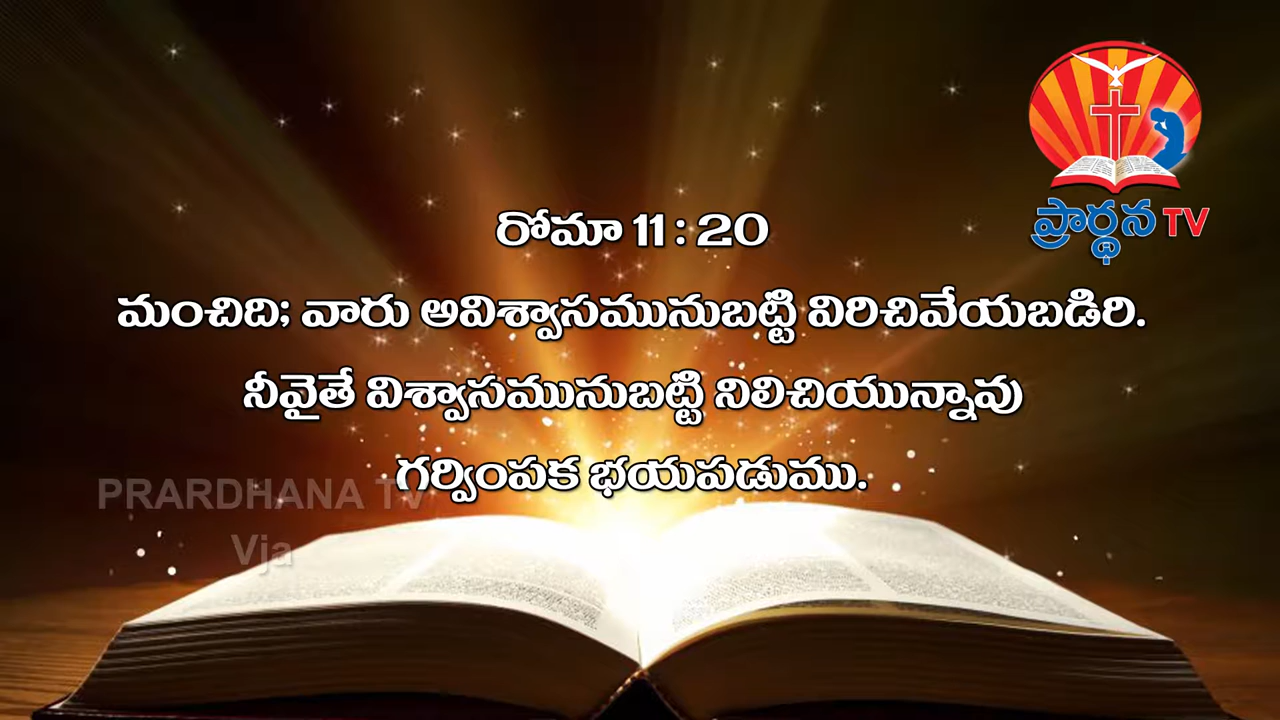 ప్రార్థన TV
రోమా 11 : 20
మంచిది; వారు అవిశ్వాసమునుబట్టి విరిచివేయబడిరి.
నీవైతే విశ్వాసమునుబట్టి నిలిచియున్నావు
గర్వింపక భయపడుము.
PRARDHANA TV
Vja